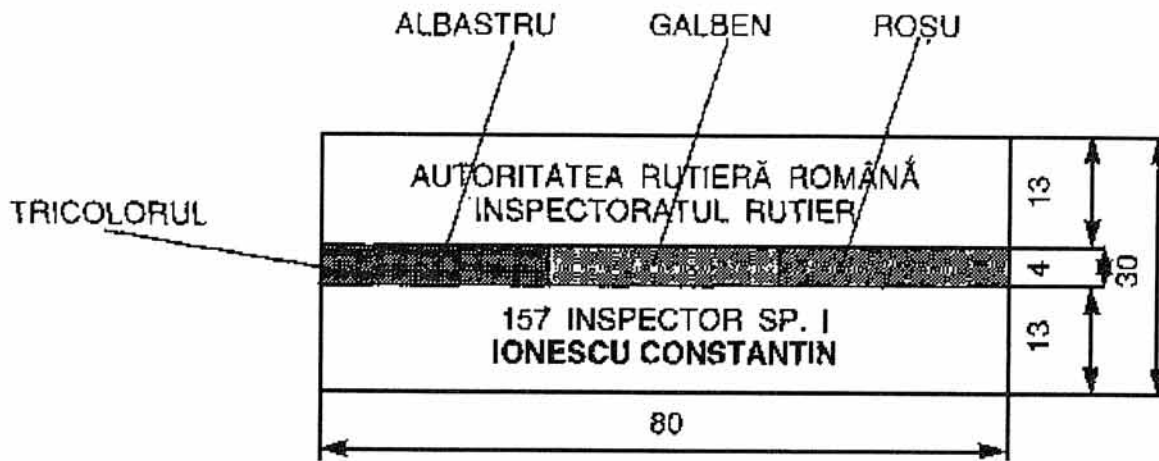 ALBASTRU GALBEN ROȘU
AUTORITATEA RUTIERĂ ROMÂNĂ
INSPECTORATUL RUTIER
TRICOLORUL
157 INSPECTOR SP. I
IONESCU CONSTANTIN
13
4
30
13
80